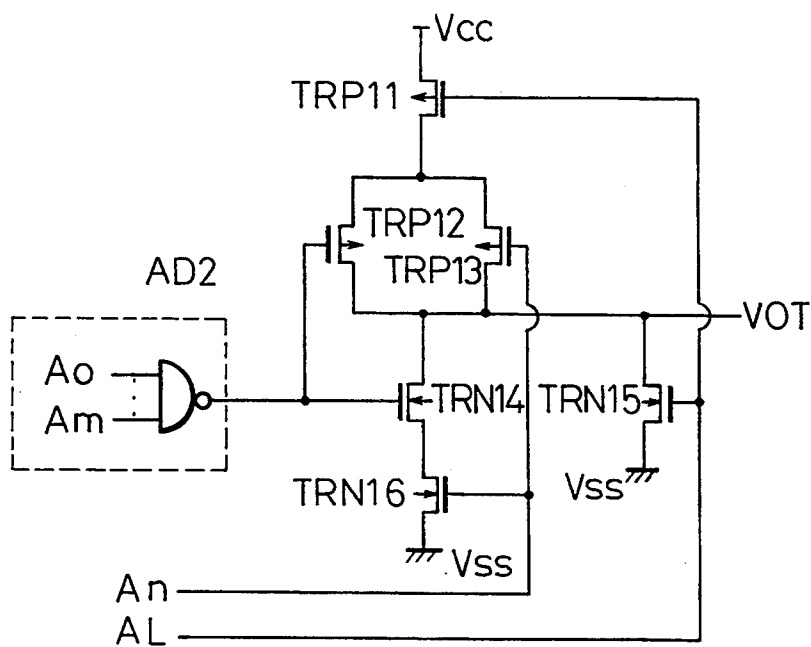 Vcc
TRP11
TRP12
TRP13
AD2
VOT
Ao
Am
TRN14
TRN15
TRN16
Vss
Vss
An
AL